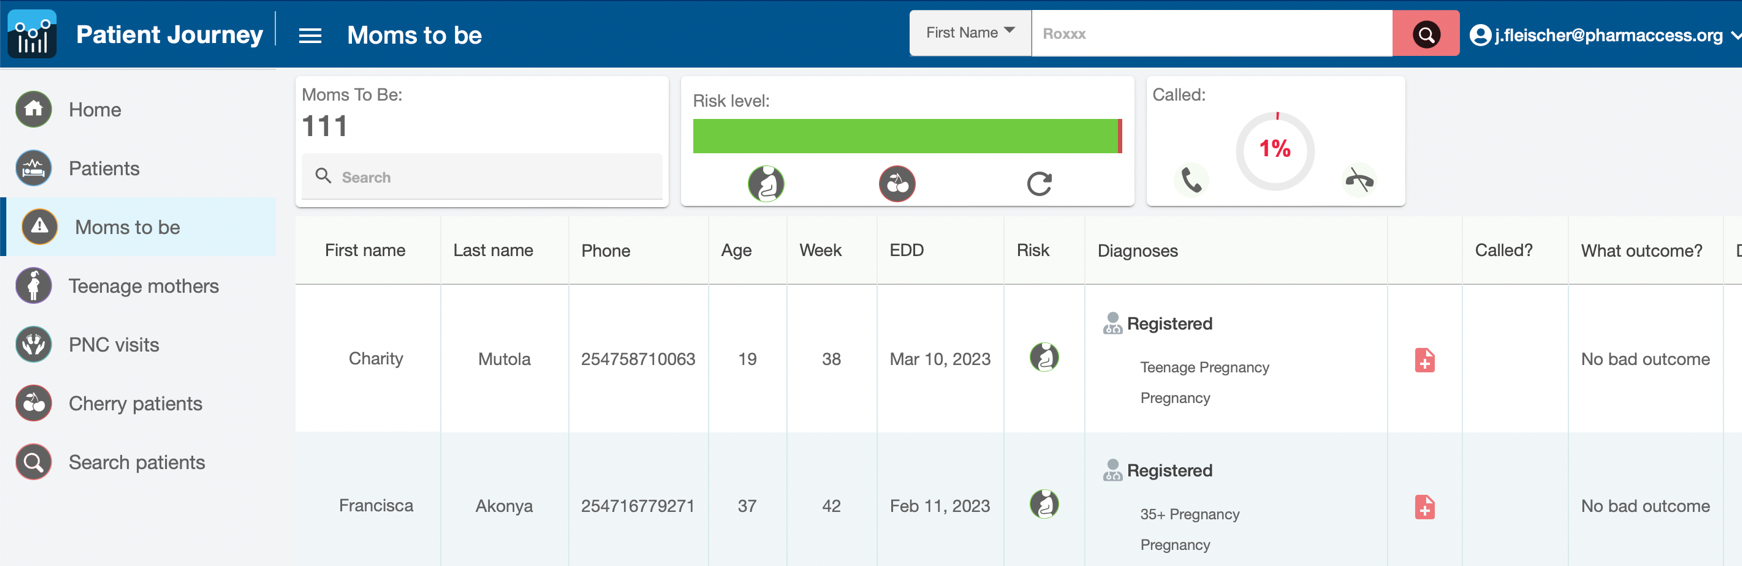 Patient Journey
Moms to be
First Name
Roxxx
j.fleischer@pharmaccess.org
Home
Patients
Moms to be
Teenage mothers
PNC visits
Cherry patients
Search patients
Moms To Be:
111
Search
Risk level:
Called:
1%
First name Last name Phone Age Week EDD Risk Diagnoses Called? What outcome? D
Registered
Charity Mutola 254758710063 19 38 Mar 10, 2023 No bad outcome
Teenage Pregnancy
Pregnancy
Registered
Francisca Akonya 254716779271 37 42 Feb 11, 2023 No bad outcome
35+ Pregnancy
Pregnancy